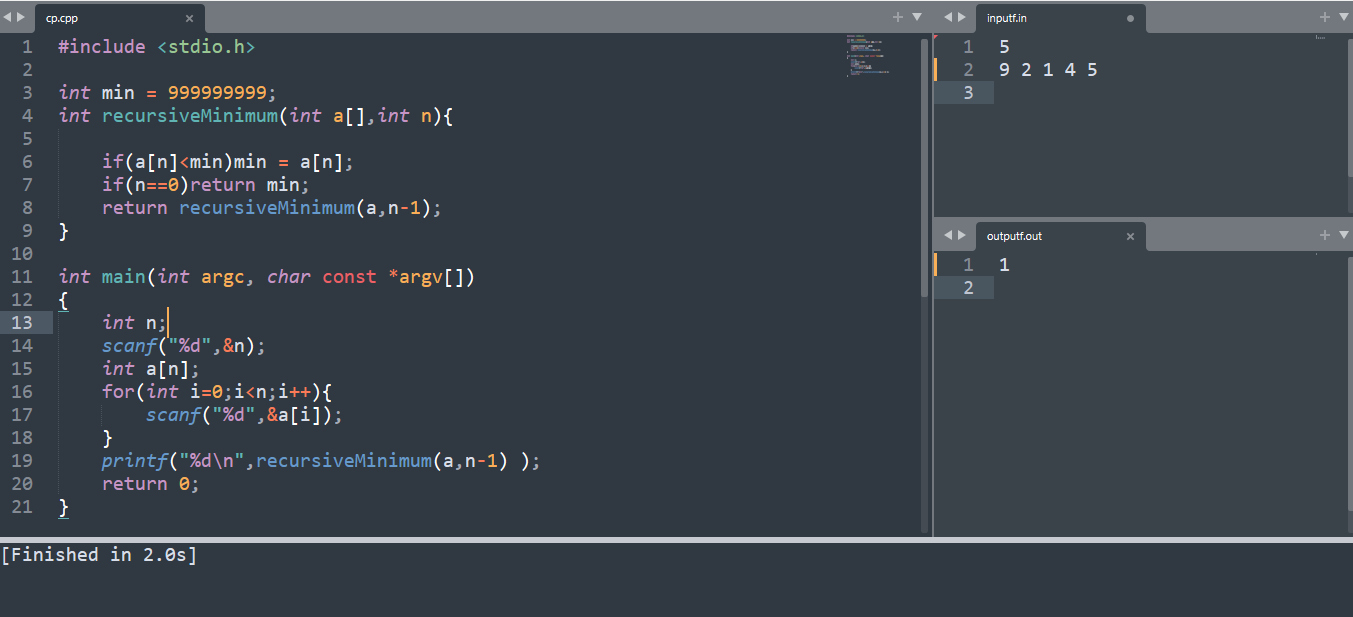 cp.cpp
1 #include <stdio.h>
2
3 int min = 999999999;
4 int recursiveMinimum(int a[],int n){
5
6 if(a[n]<min)min = a[n];
7 if(n==0)return min;
8 return recursiveMinimum(a,n-1);
9 }
10
11 int main(int argc, char const *argv[])
12 {
13 int n;
14 scanf("%d",&n);
15 int a[n];
16 for(int i=0;i<n;i++){
17 scanf("%d",&a[i]);
18 }
19 printf("%d\n",recursiveMinimum(a,n-1) );
20 return 0;
21 }
inputf.in
1 5
2 9 2 1 4 5
3
outputf.out
1 1
2
[Finished in 2.0s]